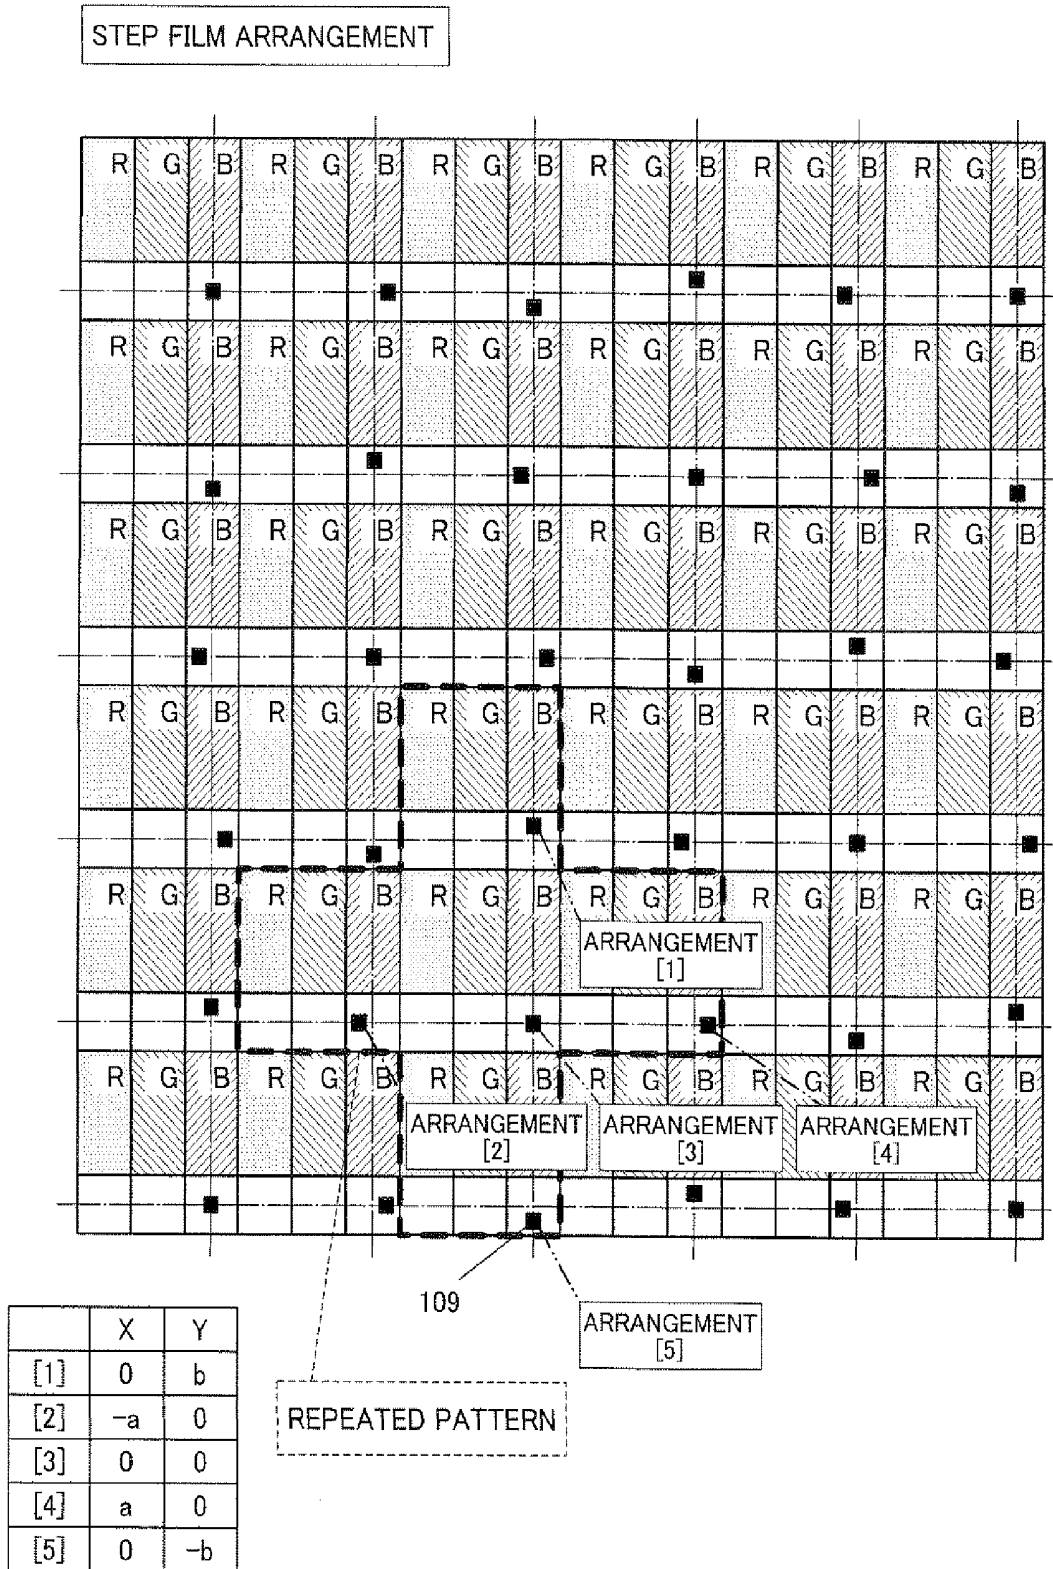 STEP FILM ARRANGEMENT
R G B R G B R G B R G B R G B R G B
R G B R G B R G B R G B R G B R G B
R G B R G B R G B R G B R G B R G B
R G B R G B R G B R G B R G B R G B
R G B R G B R G B R G B R G B R G B
ARRANGEMENT
[1]
R G B R G B R G B R G B R G B R G B
ARRANGEMENT
[2]
ARRANGEMENT
[3]
ARRANGEMENT
[4]
109
ARRANGEMENT
[5]
REPEATED PATTERN
X Y
[1] 0 b
[2] -a 0
[3] 0 0
[4] a 0
[5] 0 -b